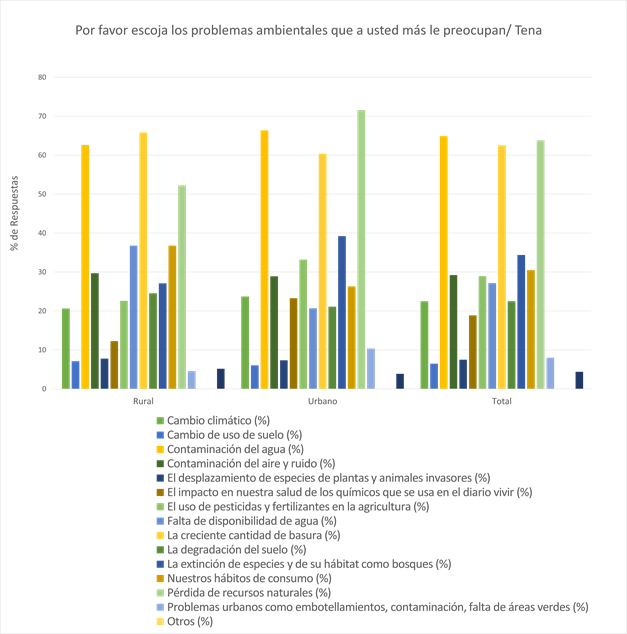 Por favor escoja los problemas ambientales que a usted más le preocupan/ Tena
80
70
60
50
40
30
20
10
0
% de Respuestas
Rural Urbano Total
Cambio climático (%)
Cambio de uso de suelo (%)
Contaminación del agua (%)
Contaminación del aire y ruido (%)
El desplazamiento de especies de plantas y animales invasores (%)
El impacto en nuestra salud de los químicos que se usa en el diario vivir (%)
El uso de pesticidas y fertilizantes en la agricultura (%)
Falta de disponibilidad de agua (%)
La creciente cantidad de basura (%)
La degradación del suelo (%)
La extinción de especies y de su hábitat como bosques (%)
Nuestros hábitos de consumo (%)
Pérdida de recursos naturales (%)
Problemas urbanos como embotellamientos, contaminación, falta de áreas verdes (%)
Otros (%)